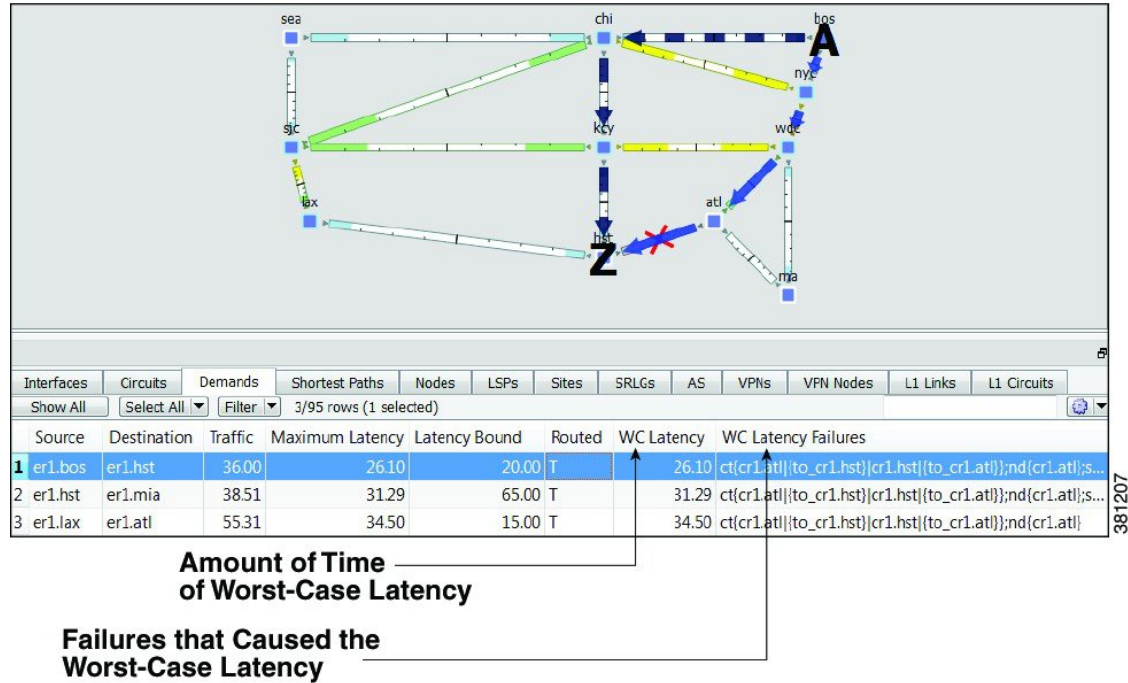 sea
chi
bos
A
nyc
sjc
kcy
wdc
lax
atl
hst
Z
mia
Interfaces Circuits Demands Shortest Paths Nodes LSPs Sites SRLGs AS VPNs VPN Nodes L1 Links L1 Circuits
Show All Select All Filter 3/95 rows (1 selected)
Source Destination Traffic Maximum Latency Latency Bound Routed WC Latency WC Latency Failures
1 er1.bos er1.hst 36.00 26.10 20.00 T 26.10 ct{cr1.atl|{to_cr1.hst}|cr1.hst|{to_cr1.atl}};nd{cr1.atl};s...
2 er1.hst er1.mia 38.51 31.29 65.00 T 31.29 ct{cr1.atl|{to_cr1.hst}|cr1.hst|{to_cr1.atl}};nd{cr1.atl};s...
3 er1.lax er1.atl 55.31 34.50 15.00 T 34.50 ct{cr1.atl|{to_cr1.hst}|cr1.hst|{to_cr1.atl}};nd{cr1.atl}
381207
Amount of Time
of Worst-Case Latency
Failures that Caused the
Worst-Case Latency